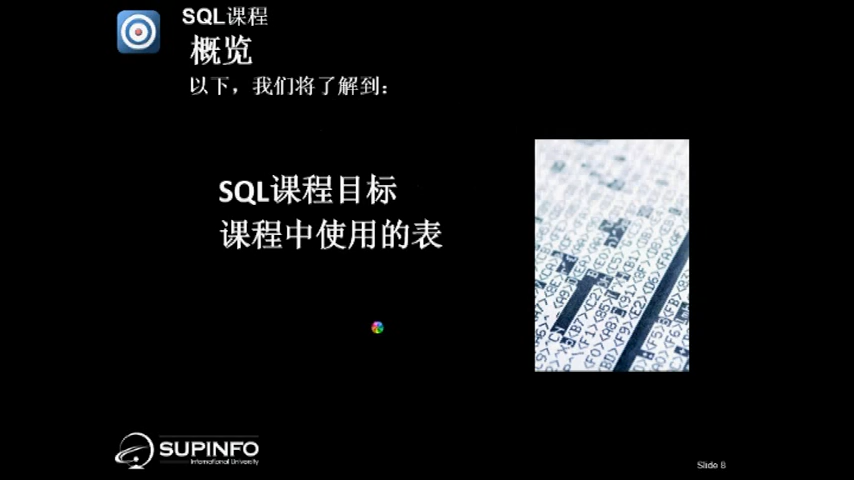 SQL课程
概览
以下，我们将了解到：
SQL课程目标
课程中使用的表
SUPINFO
International University
Slide 8